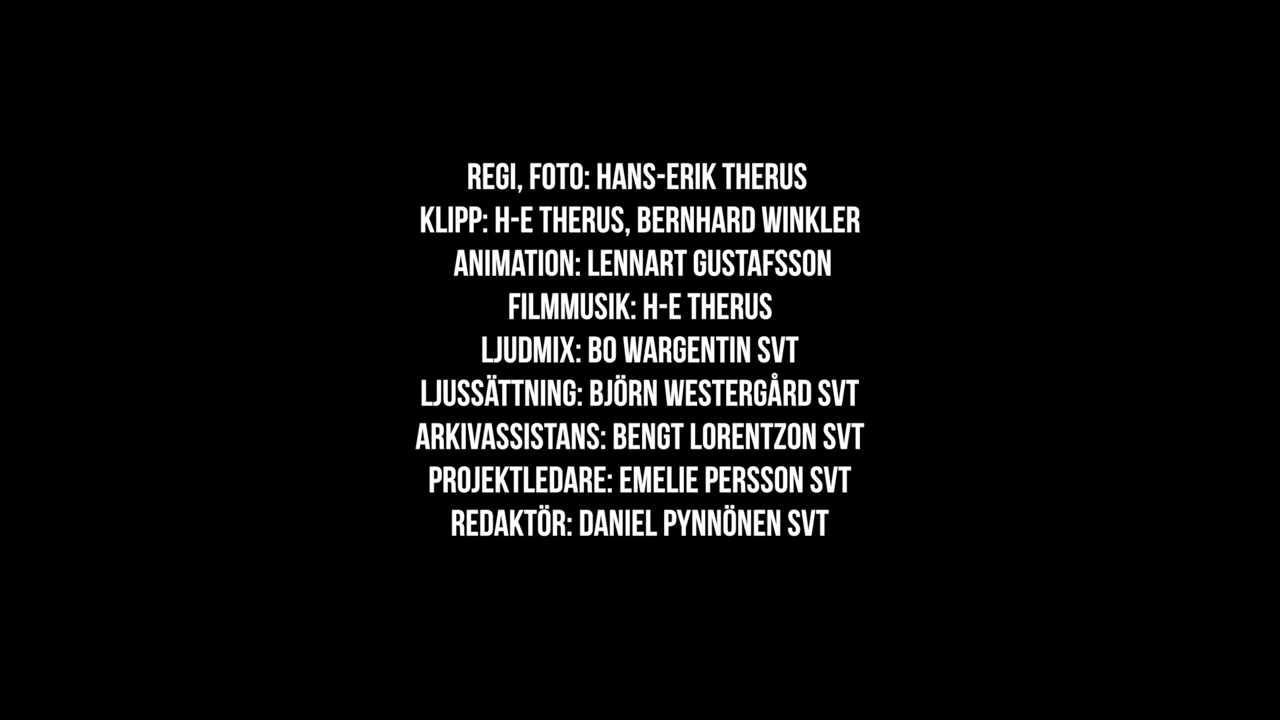 REGI, FOTO: HANS-ERIK THERUS
KLIPP: H-E THERUS, BERNHARD WINKLER
ANIMATION: LENNART GUSTAFSSON
FILMMUSIK: H-E THERUS
LJUDMIX: BO WARGENTIN SVT
LJUSSÄTTNING: BJÖRN WESTERGÅRD SVT
ARKIVASSISTANS: BENGT LORENTZON SVT
PROJEKTLEDARE: EMELIE PERSSON SVT
REDAKTÖR: DANIEL PYNNÖNEN SVT